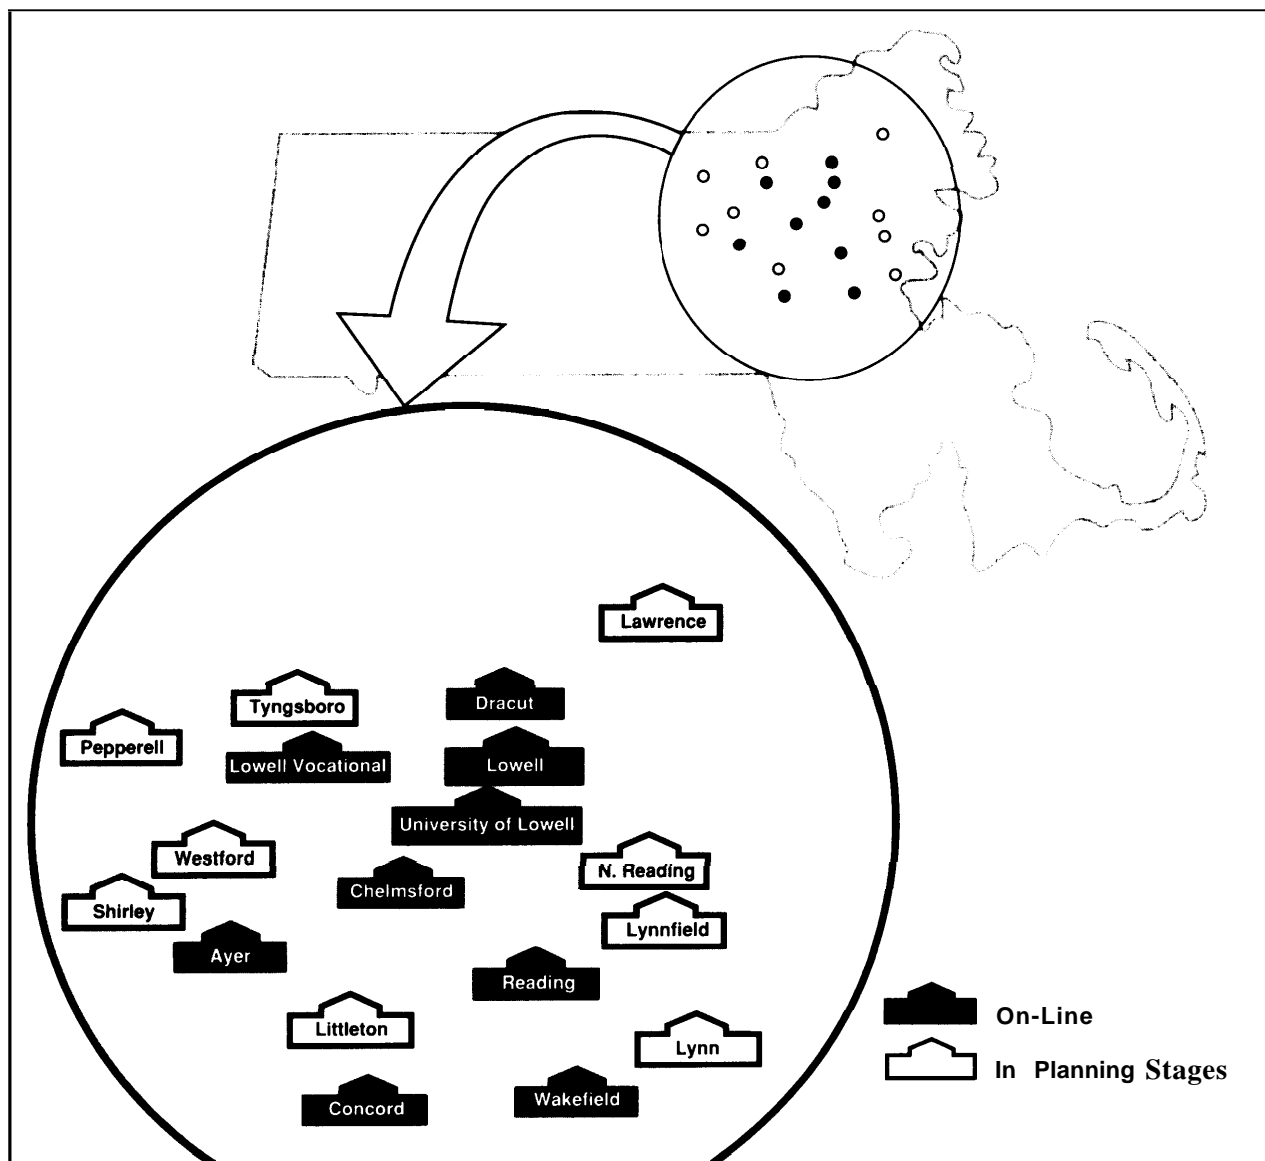 Lawrence
Tyngsboro
Dracut
Pepperell
Lowell Vocational
Lowell
University of Lowell
Westford
N. Reading
Chelmsford
Shirley
Lynnfield
Ayer
Reading
Littleton
Lynn
Concord
Wakefield
On-Line
In Planning Stages